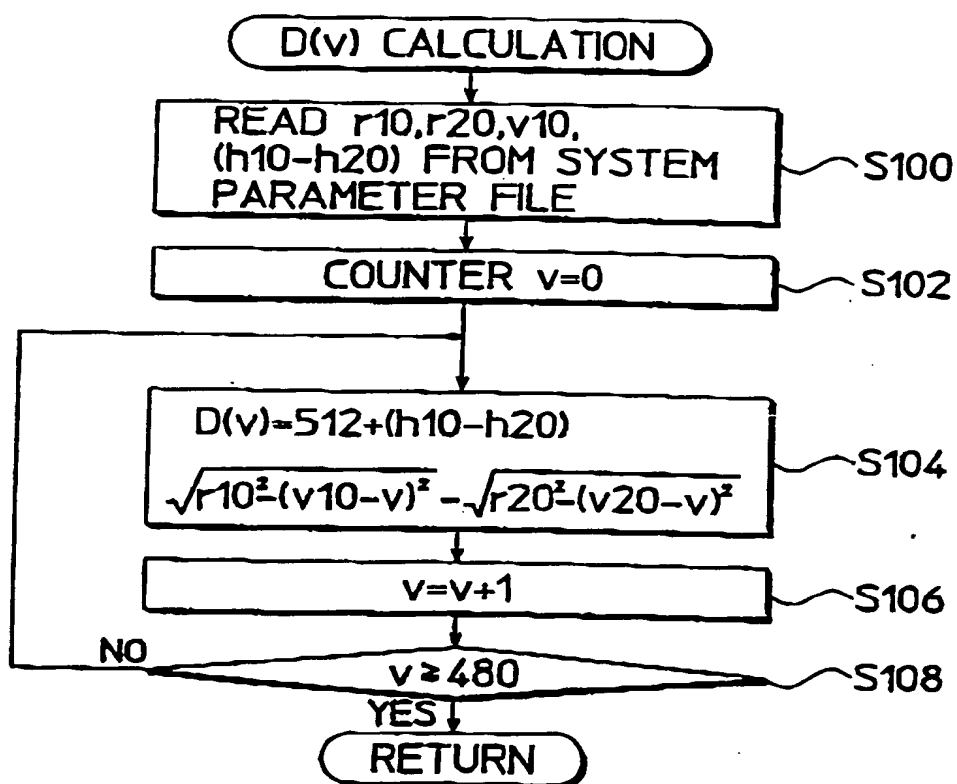 D(v) CALCULATION
READ r10,r20,v10,
(h10-h20) FROM SYSTEM
PARAMETER FILE
S100
COUNTER v=0
S102
D(v)=512+(h10-h20)
√r10²-(v10-v)² - √r20²-(v20-v)²
S104
v=v+1
S106
NO
v≥480
S108
YES
RETURN